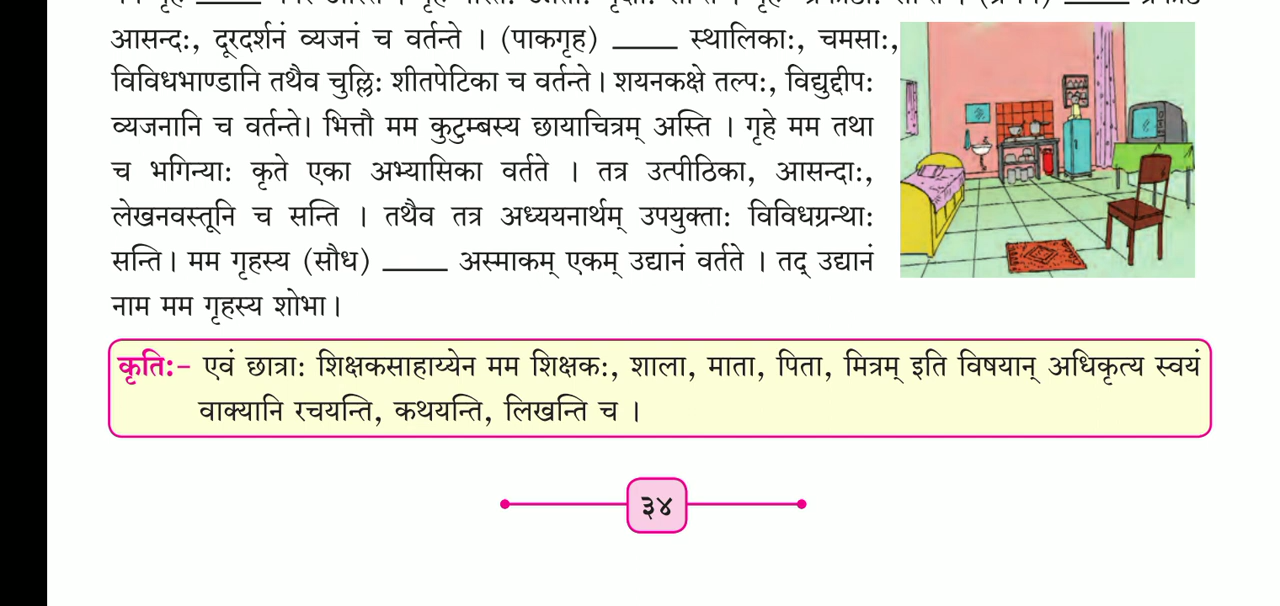 आसन्दः, दूरदर्शनं व्यजनं च वर्तन्ते । (पाकगृह) ____ स्थालिकाः, चमसाः,
विविधभाण्डानि तथैव चुल्लिः शीतपेटिका च वर्तन्ते। शयनकक्षे तल्पः, विद्युद्दीपः
व्यजनानि च वर्तन्ते। भित्तौ मम कुटुम्बस्य छायाचित्रम् अस्ति । गृहे मम तथा
च भगिन्याः कृते एका अभ्यासिका वर्तते । तत्र उत्पीठिका, आसन्दाः,
लेखनवस्तूनि च सन्ति । तथैव तत्र अध्ययनार्थम् उपयुक्ताः विविधग्रन्थाः
सन्ति। मम गृहस्य (सौध) ____ अस्माकम् एकम् उद्यानं वर्तते । तद् उद्यानं
नाम मम गृहस्य शोभा।
कृतिः- एवं छात्राः शिक्षकसाहाय्येन मम शिक्षकः, शाला, माता, पिता, मित्रम् इति विषयान् अधिकृत्य स्वयं
वाक्यानि रचयन्ति, कथयन्ति, लिखन्ति च ।
३४